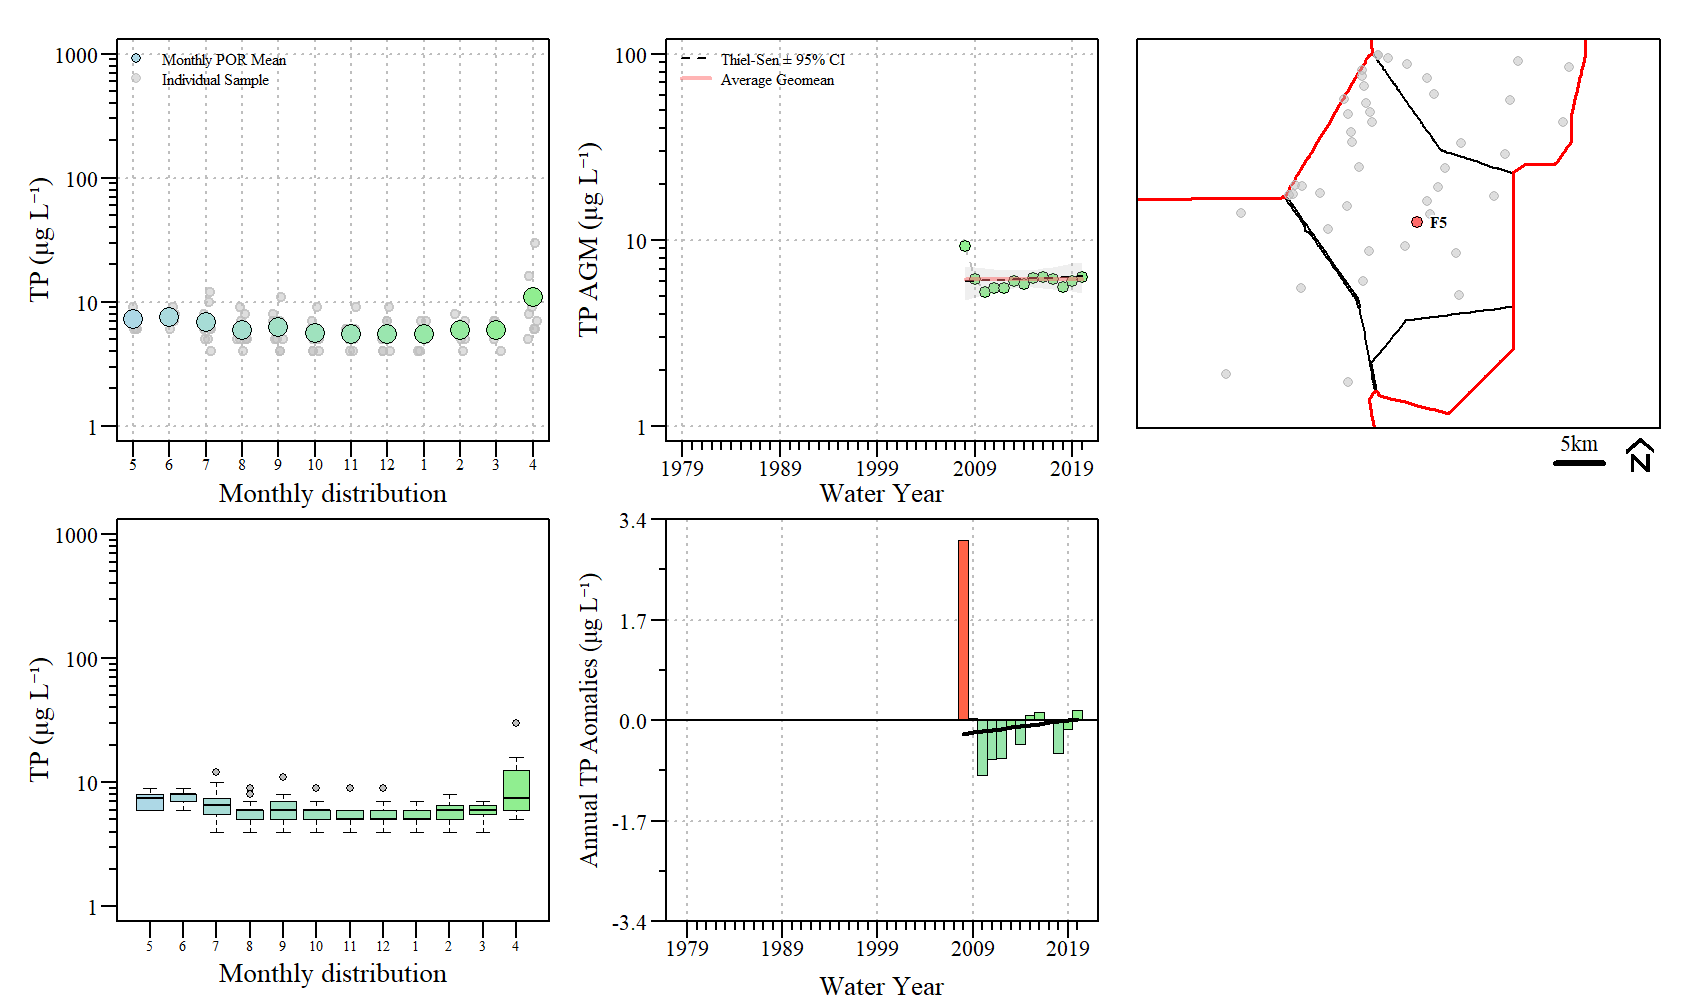 1000
100
10
1
TP (µg L⁻¹)
Monthly POR Mean
Individual Sample
5 6 7 8 9 10 11 12 1 2 3 4
Monthly distribution
100
10
1
TP AGM (µg L⁻¹)
Thiel-Sen ± 95% CI
Average Geomean
1979 1989 1999 2009 2019
Water Year
F5
5km
N
1000
100
10
1
TP (µg L⁻¹)
5 6 7 8 9 10 11 12 1 2 3 4
Monthly distribution
3.4
1.7
0.0
-1.7
-3.4
Annual TP Aomalies (µg L⁻¹)
1979 1989 1999 2009 2019
Water Year